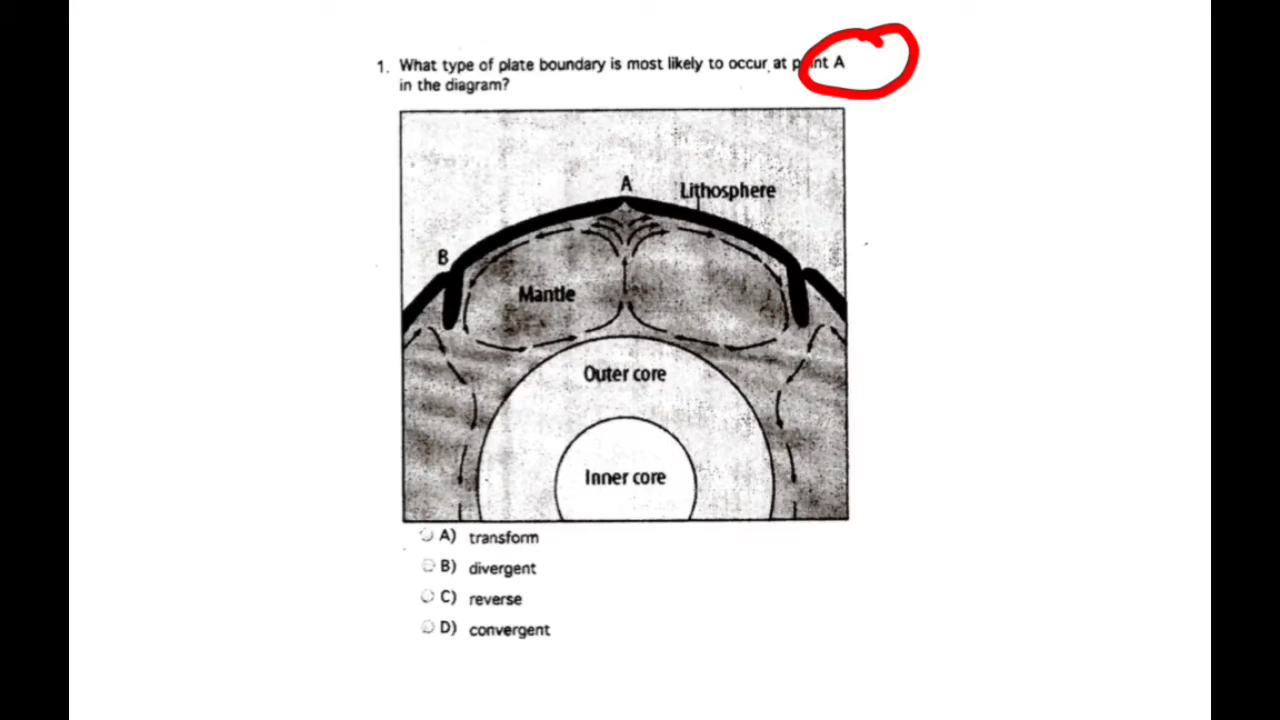 1. What type of plate boundary is most likely to occur at point A
in the diagram?
A
Lithosphere
B
Mantle
Outer core
Inner core
A) transform
B) divergent
C) reverse
D) convergent